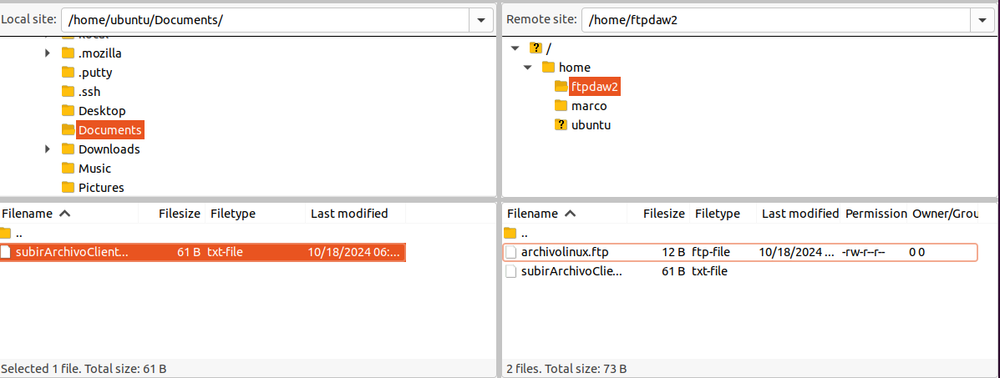 Local site: /home/ubuntu/Documents/
.mozilla
.putty
.ssh
Desktop
Documents
Downloads
Music
Pictures
Remote site: /home/ftpdaw2
/
home
ftpdaw2
marco
ubuntu
Filename Filesize Filetype Last modified
..
subirArchivoClient... 61 B txt-file 10/18/2024 06:...
Selected 1 file. Total size: 61 B
Filename Filesize Filetype Last modified Permission Owner/Grou
..
archivolinux.ftp 12 B ftp-file 10/18/2024 ... -rw-r--r-- 0 0
subirArchivoClie... 61 B txt-file
2 files. Total size: 73 B